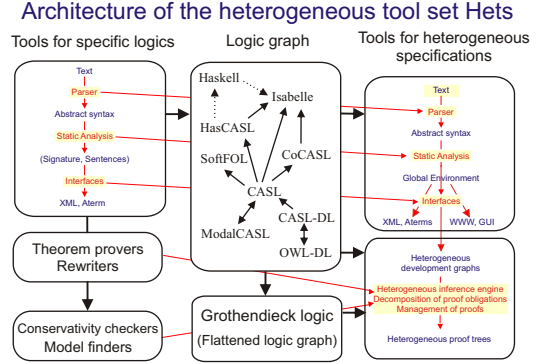 Architecture of the heterogeneous tool set Hets
Tools for specific logics
Text
Parser
Abstract syntax
Static Analysis
(Signature, Sentences)
Interfaces
XML, Aterm
Theorem provers
Rewriters
Conservativity checkers
Model finders
Logic graph
Haskell
Isabelle
HasCASL
SoftFOL
CoCASL
CASL
ModalCASL
CASL-DL
OWL-DL
Grothendieck logic
(Flattened logic graph)
Tools for heterogeneous
specifications
Text
Parser
Abstract syntax
Static Analysis
Global Environment
Interfaces
XML, Aterms
WWW, GUI
Heterogeneous
development graphs
Heterogeneous inference engine
Decomposition of proof obligations
Management of proofs
Heterogeneous proof trees